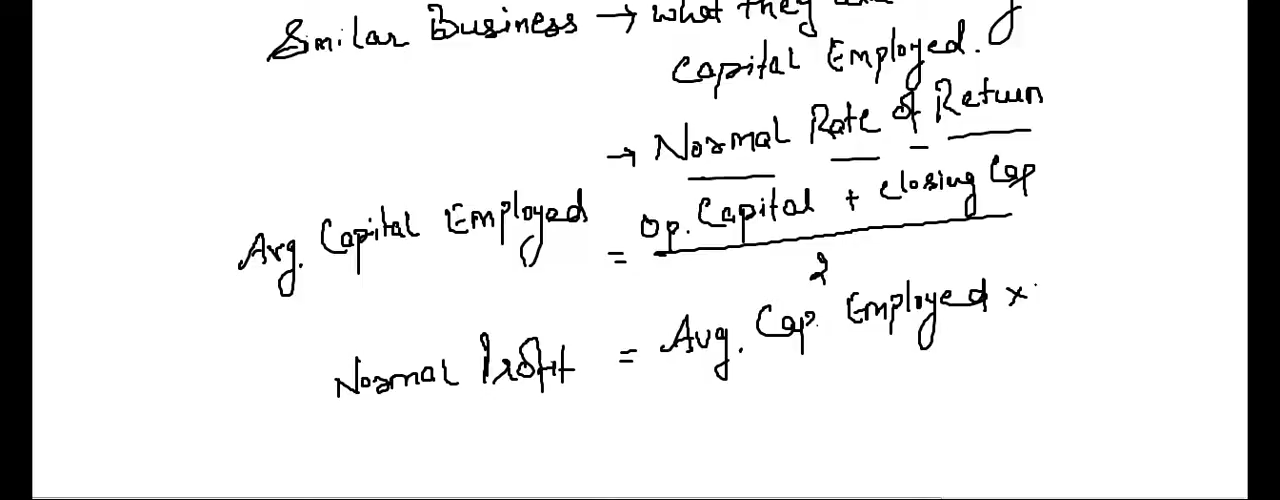 Similar Business → What they
Capital Employed.
→ Normal Rate of Return
Avg. Capital Employed = Op. Capital + Closing Cap
2
Normal Profit = Avg. Cap. Employed ×